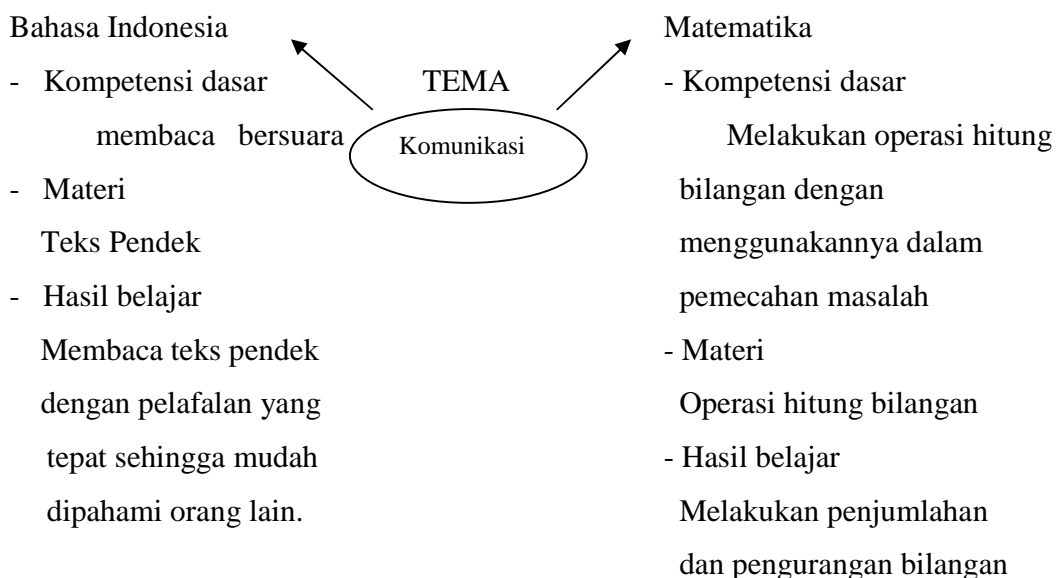 Bahasa Indonesia
- Kompetensi dasar
membaca bersuara
- Materi
Teks Pendek
- Hasil belajar
Membaca teks pendek
dengan pelafalan yang
tepat sehingga mudah
dipahami orang lain.
TEMA
Komunikasi
Matematika
- Kompetensi dasar
Melakukan operasi hitung
bilangan dengan
menggunakannya dalam
pemecahan masalah
- Materi
Operasi hitung bilangan
- Hasil belajar
Melakukan penjumlahan
dan pengurangan bilangan